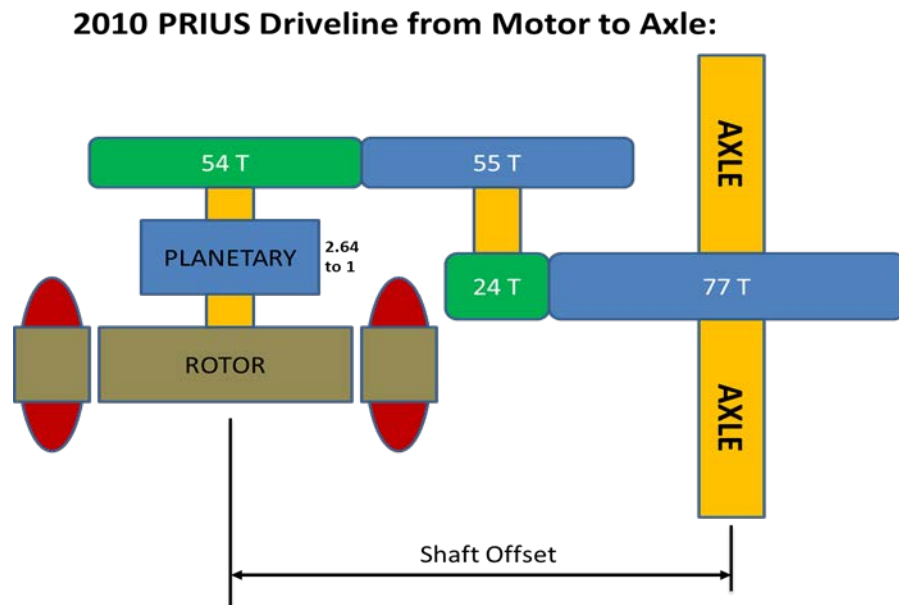 2010 PRIUS Driveline from Motor to Axle:
54 T
55 T
AXLE
PLANETARY
2.64
to 1
24 T
77 T
ROTOR
AXLE
Shaft Offset